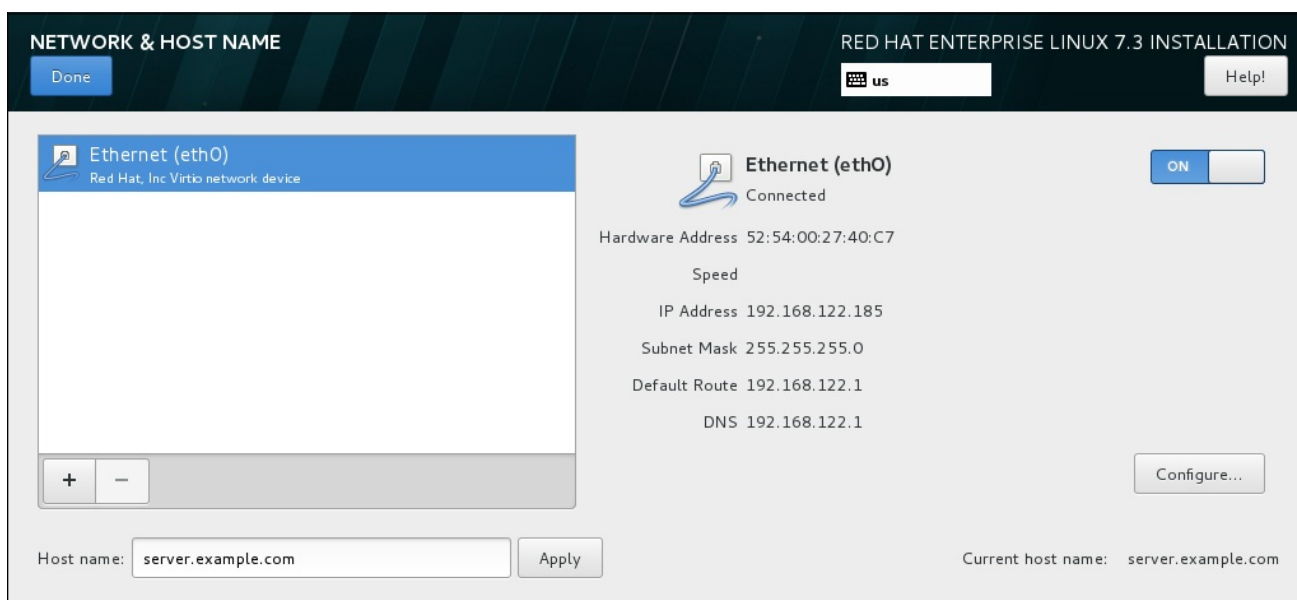 NETWORK & HOST NAME
RED HAT ENTERPRISE LINUX 7.3 INSTALLATION
Done
us
Help!
Ethernet (eth0)
Red Hat, Inc Virtio network device
Ethernet (eth0)
Connected
ON
Hardware Address 52:54:00:27:40:C7
Speed
IP Address 192.168.122.185
Subnet Mask 255.255.255.0
Default Route 192.168.122.1
DNS 192.168.122.1
+ −
Configure...
Host name: server.example.com Apply
Current host name: server.example.com